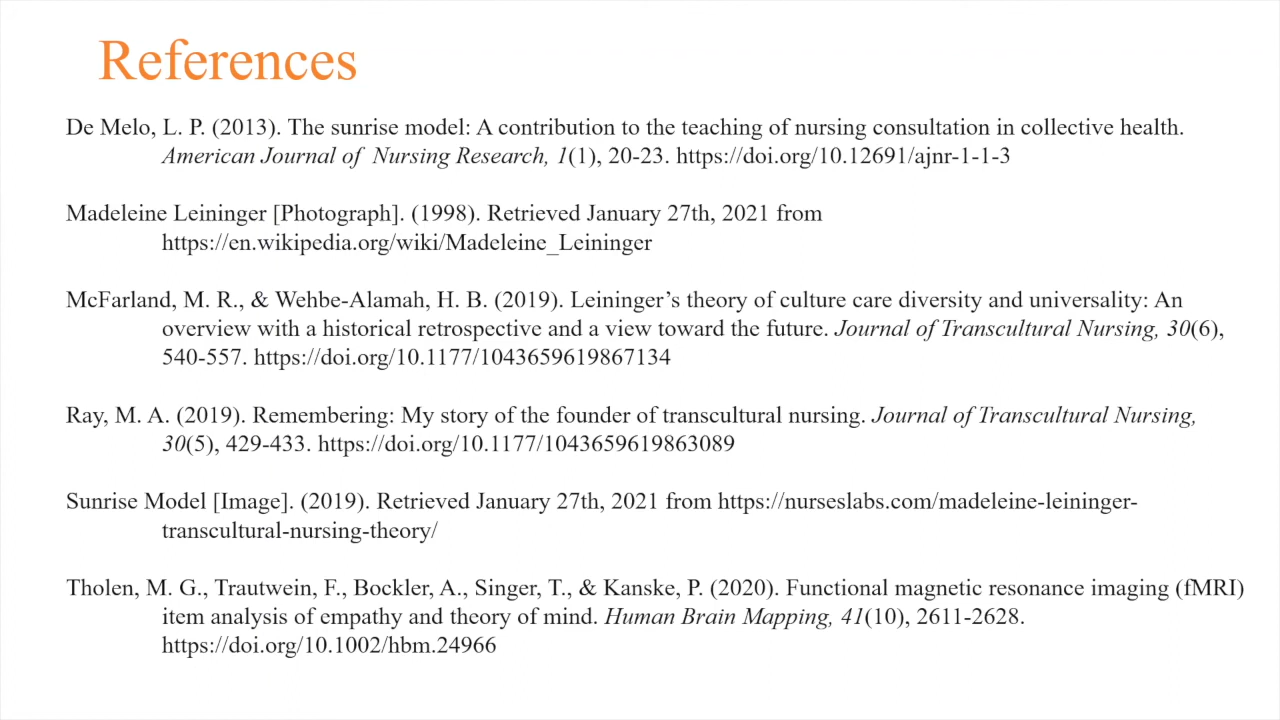 References
De Melo, L. P. (2013). The sunrise model: A contribution to the teaching of nursing consultation in collective health.
American Journal of Nursing Research, 1(1), 20-23. https://doi.org/10.12691/ajnr-1-1-3
Madeleine Leininger [Photograph]. (1998). Retrieved January 27th, 2021 from
https://en.wikipedia.org/wiki/Madeleine_Leininger
McFarland, M. R., & Wehbe-Alamah, H. B. (2019). Leininger’s theory of culture care diversity and universality: An
overview with a historical retrospective and a view toward the future. Journal of Transcultural Nursing, 30(6),
540-557. https://doi.org/10.1177/1043659619867134
Ray, M. A. (2019). Remembering: My story of the founder of transcultural nursing. Journal of Transcultural Nursing,
30(5), 429-433. https://doi.org/10.1177/1043659619863089
Sunrise Model [Image]. (2019). Retrieved January 27th, 2021 from https://nurseslabs.com/madeleine-leininger-
transcultural-nursing-theory/
Tholen, M. G., Trautwein, F., Bockler, A., Singer, T., & Kanske, P. (2020). Functional magnetic resonance imaging (fMRI)
item analysis of empathy and theory of mind. Human Brain Mapping, 41(10), 2611-2628.
https://doi.org/10.1002/hbm.24966